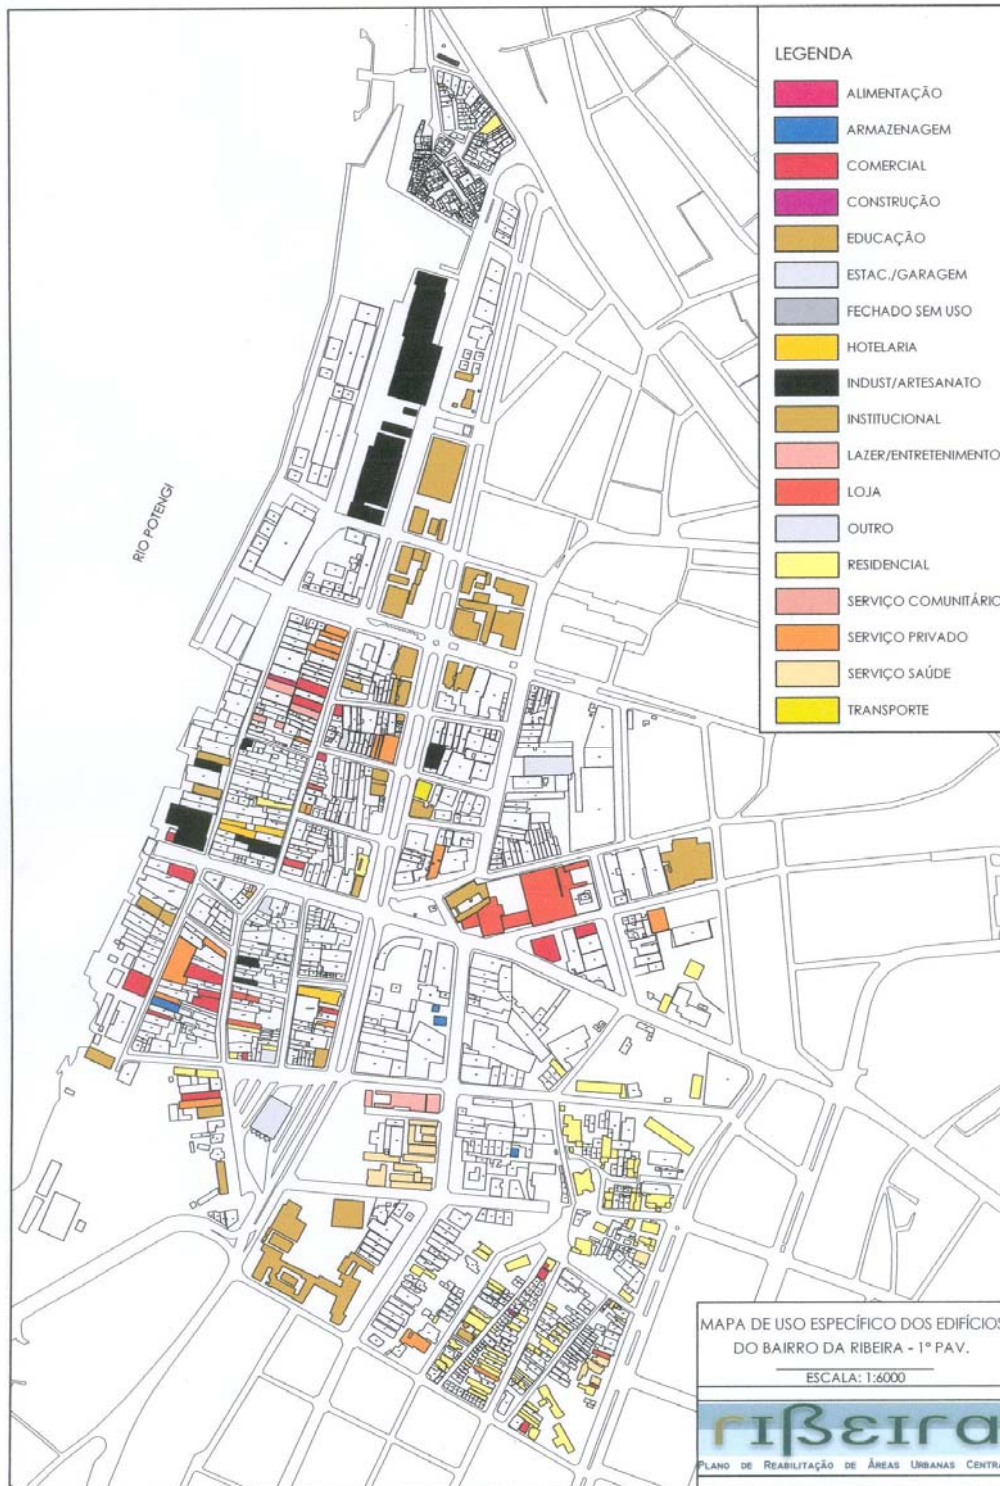 LEGENDA
ALIMENTAÇÃO
ARMAZENAGEM
COMERCIAL
CONSTRUÇÃO
EDUCAÇÃO
ESTAC./GARAGEM
FECHADO SEM USO
HOTELARIA
INDUST/ARTESANATO
INSTITUCIONAL
LAZER/ENTRETENIMENTO
LOJA
OUTRO
RESIDENCIAL
SERVIÇO COMUNITÁRIO
SERVIÇO PRIVADO
SERVIÇO SAÚDE
TRANSPORTE
RIO POTENGI
MAPA DE USO ESPECÍFICO DOS EDIFÍCIOS
DO BAIRRO DA RIBEIRA - 1º PAV.
ESCALA: 1:6000
riβeira
PLANO DE REABILITAÇÃO DE ÁREAS URBANAS CENTRA